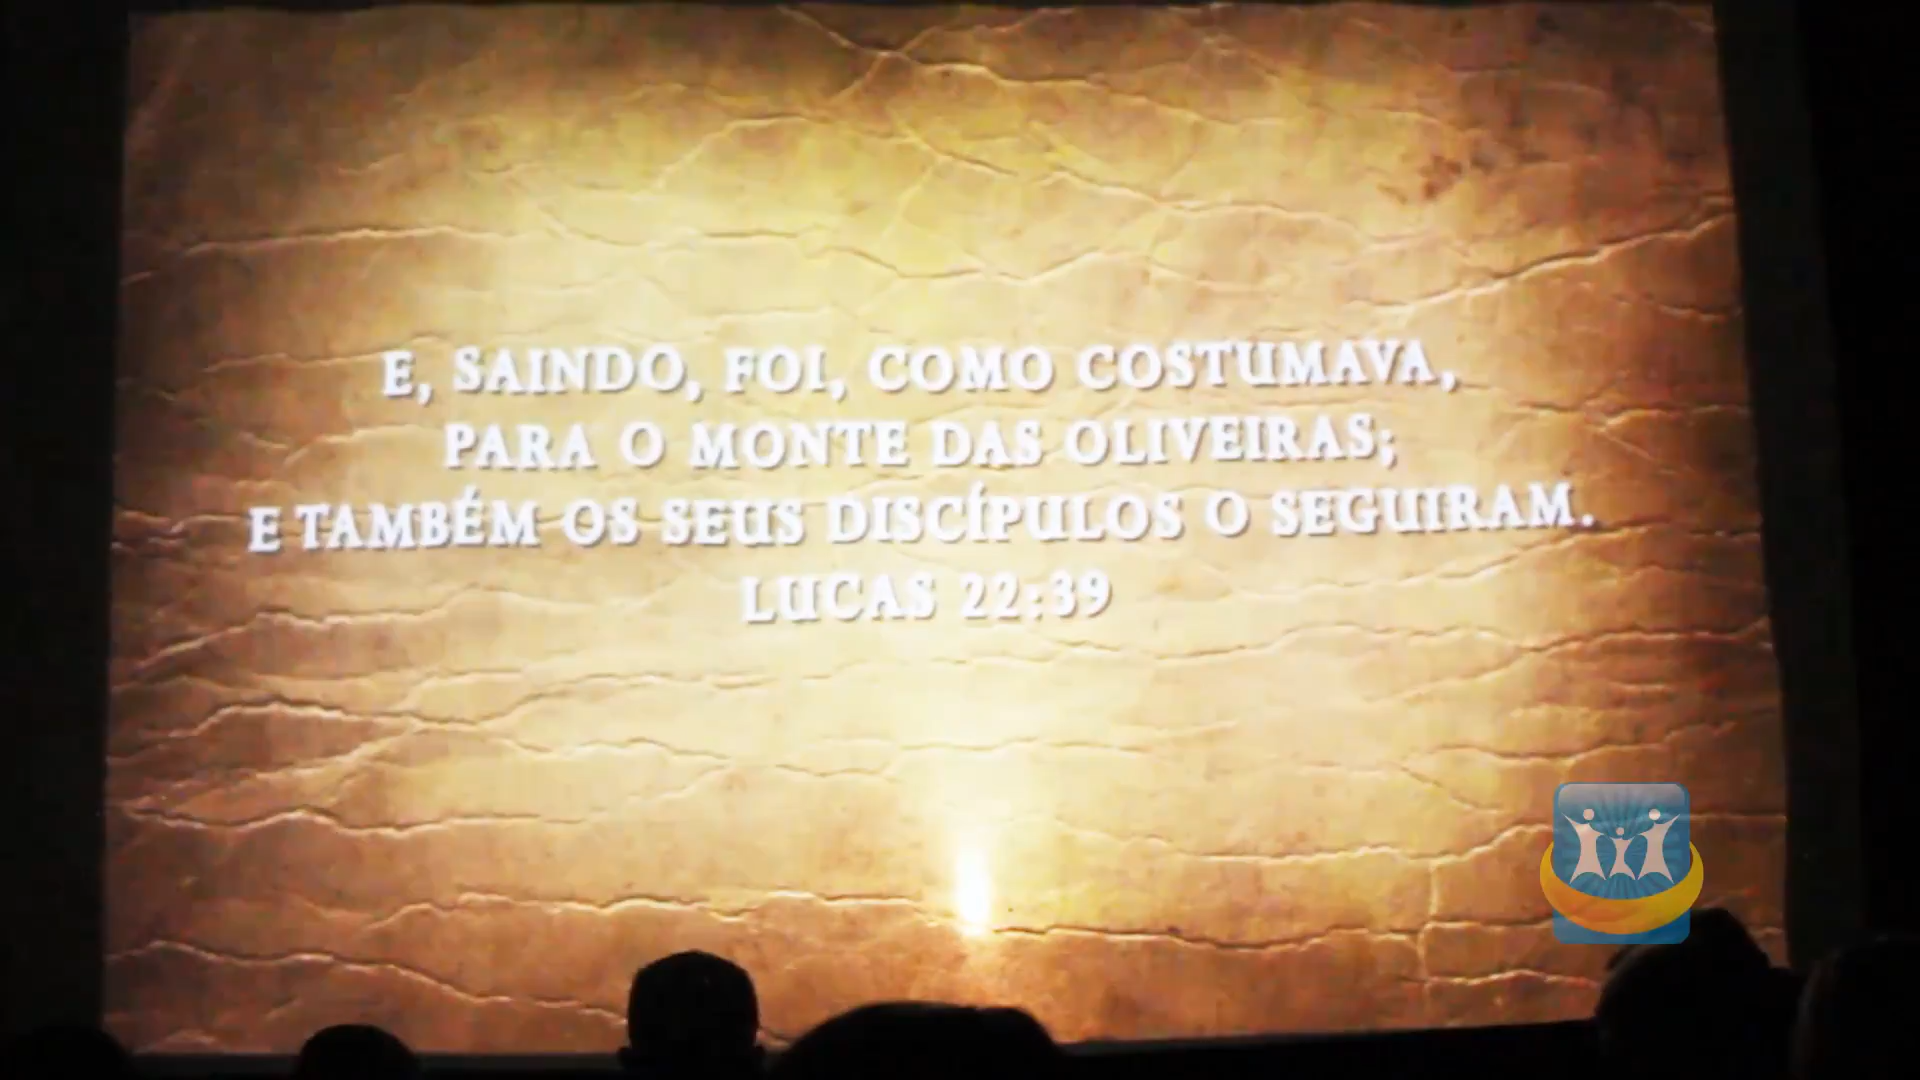 E, SAINDO, FOI, COMO COSTUMAVA,
PARA O MONTE DAS OLIVEIRAS;
E TAMBÉM OS SEUS DISCÍPULOS O SEGUIRAM.
LUCAS 22:39